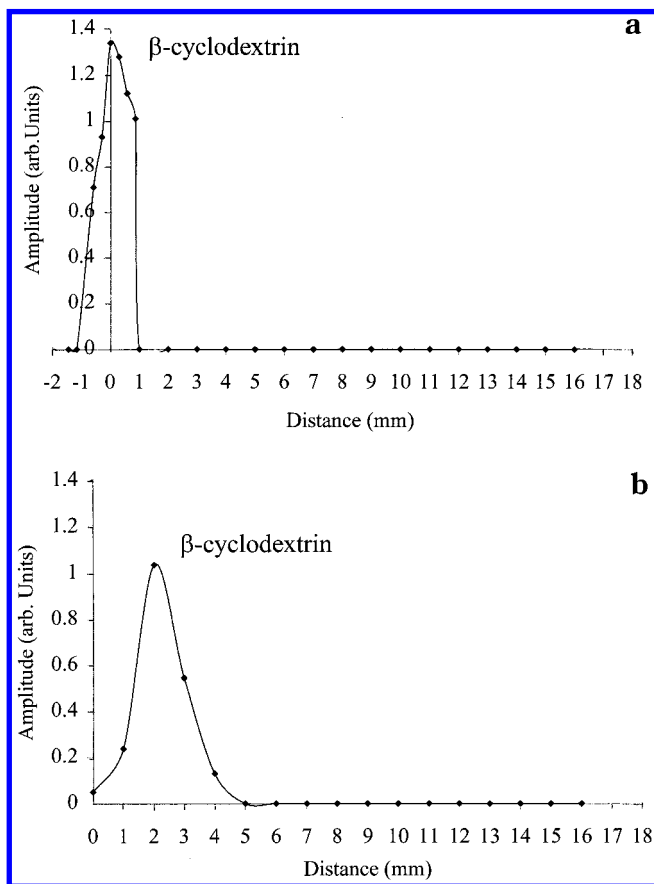 a
β-cyclodextrin
Amplitude (arb.Units)
1.4
1.2
1
0.8
0.6
0.4
0.2
0
-2 -1 0 1 2 3 4 5 6 7 8 9 10 11 12 13 14 15 16 17 18
Distance (mm)
b
β-cyclodextrin
Amplitude (arb. Units)
1.4
1.2
1
0.8
0.6
0.4
0.2
0
0 1 2 3 4 5 6 7 8 9 10 11 12 13 14 15 16 17 18
Distance (mm)